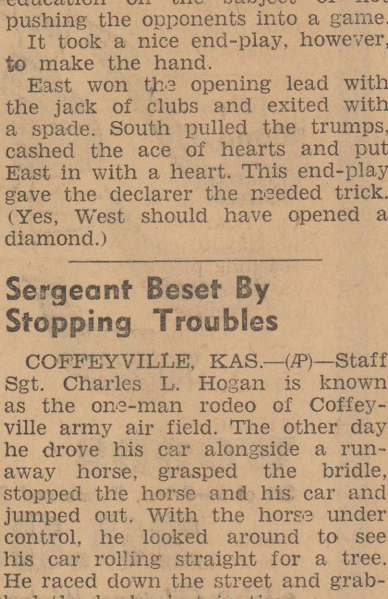 education on the subject of not
pushing the opponents into a game.
It took a nice end-play, however,
to make the hand.
East won the opening lead with
the jack of clubs and exited with
a spade. South pulled the trumps,
cashed the ace of hearts and put
East in with a heart. This end-play
gave the declarer the needed trick.
(Yes, West should have opened a
diamond.)
Sergeant Beset By
Stopping Troubles
COFFEYVILLE, KAS.—(AP)—Staff
Sgt. Charles L. Hogan is known
as the one-man rodeo of Coffey-
ville army air field. The other day
he drove his car alongside a run-
away horse, grasped the bridle,
stopped the horse and his car and
jumped out. With the horse under
control, he looked around to see
his car rolling straight for a tree.
He raced down the street and grab-